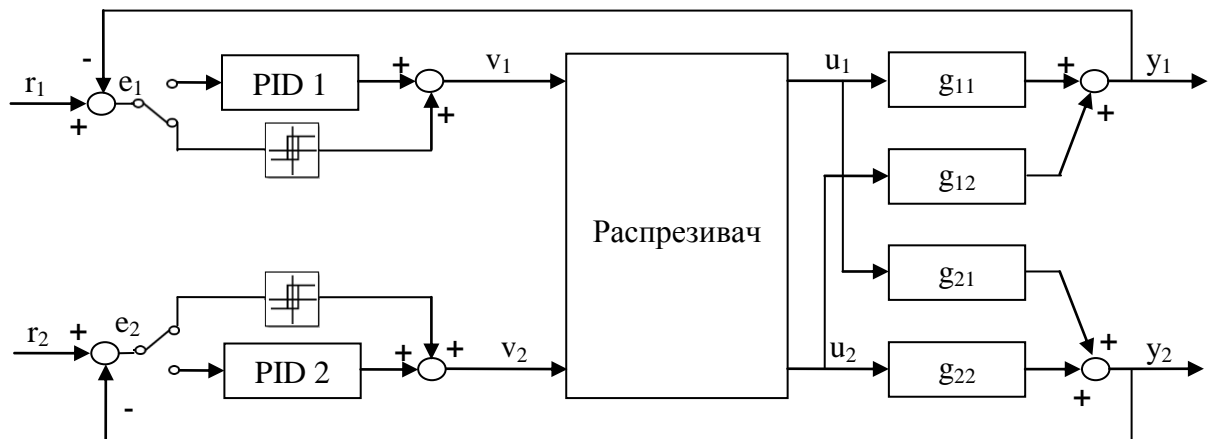 -
r₁
+
e₁
PID 1
+
+
v₁
u₁
g₁₁
+
+
y₁
g₁₂
Распрезивач
g₂₁
r₂
+
-
e₂
PID 2
+
+
v₂
u₂
g₂₂
+
+
y₂